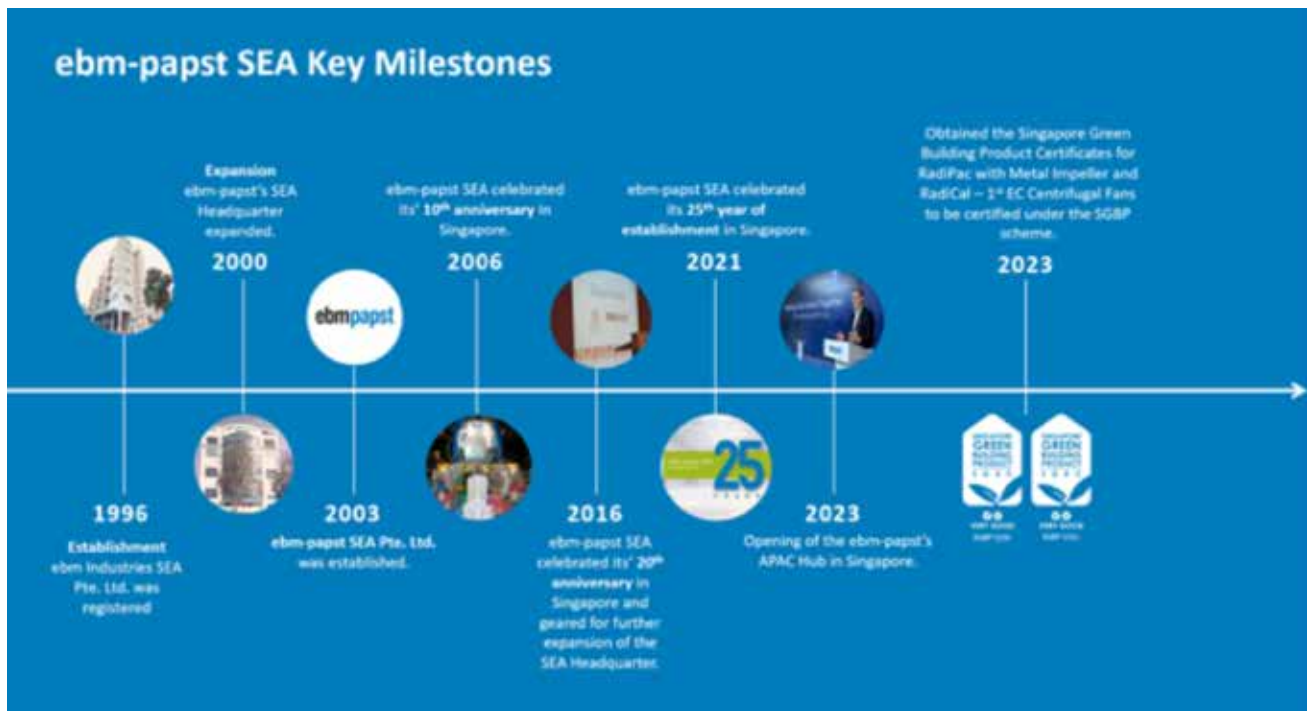 ebm-papst SEA Key Milestones
Expansion
ebm-papst's SEA
Headquarter
expanded.
2000
ebm-papst SEA celebrated
its' 10th anniversary in
Singapore.
2006
ebm-papst SEA celebrated
its 25th year of
establishment in Singapore.
2021
Obtained the Singapore Green
Building Product Certificates for
RadiPac with Metal Impeller and
RadiCal – 1st EC Centrifugal Fans
to be certified under the SGBP
scheme.
2023
ebmpapst
25
YEARS
SINGAPORE
GREEN
BUILDING
PRODUCT
SINGAPORE
GREEN
BUILDING
PRODUCT
1996
Establishment
ebm Industries SEA
Pte. Ltd. was
registered
2003
ebm-papst SEA Pte. Ltd.
was established.
2016
ebm-papst SEA
celebrated its' 20th
anniversary in
Singapore and
geared for further
expansion of the
SEA Headquarter.
2023
Opening of the ebm-papst's
APAC Hub in Singapore.